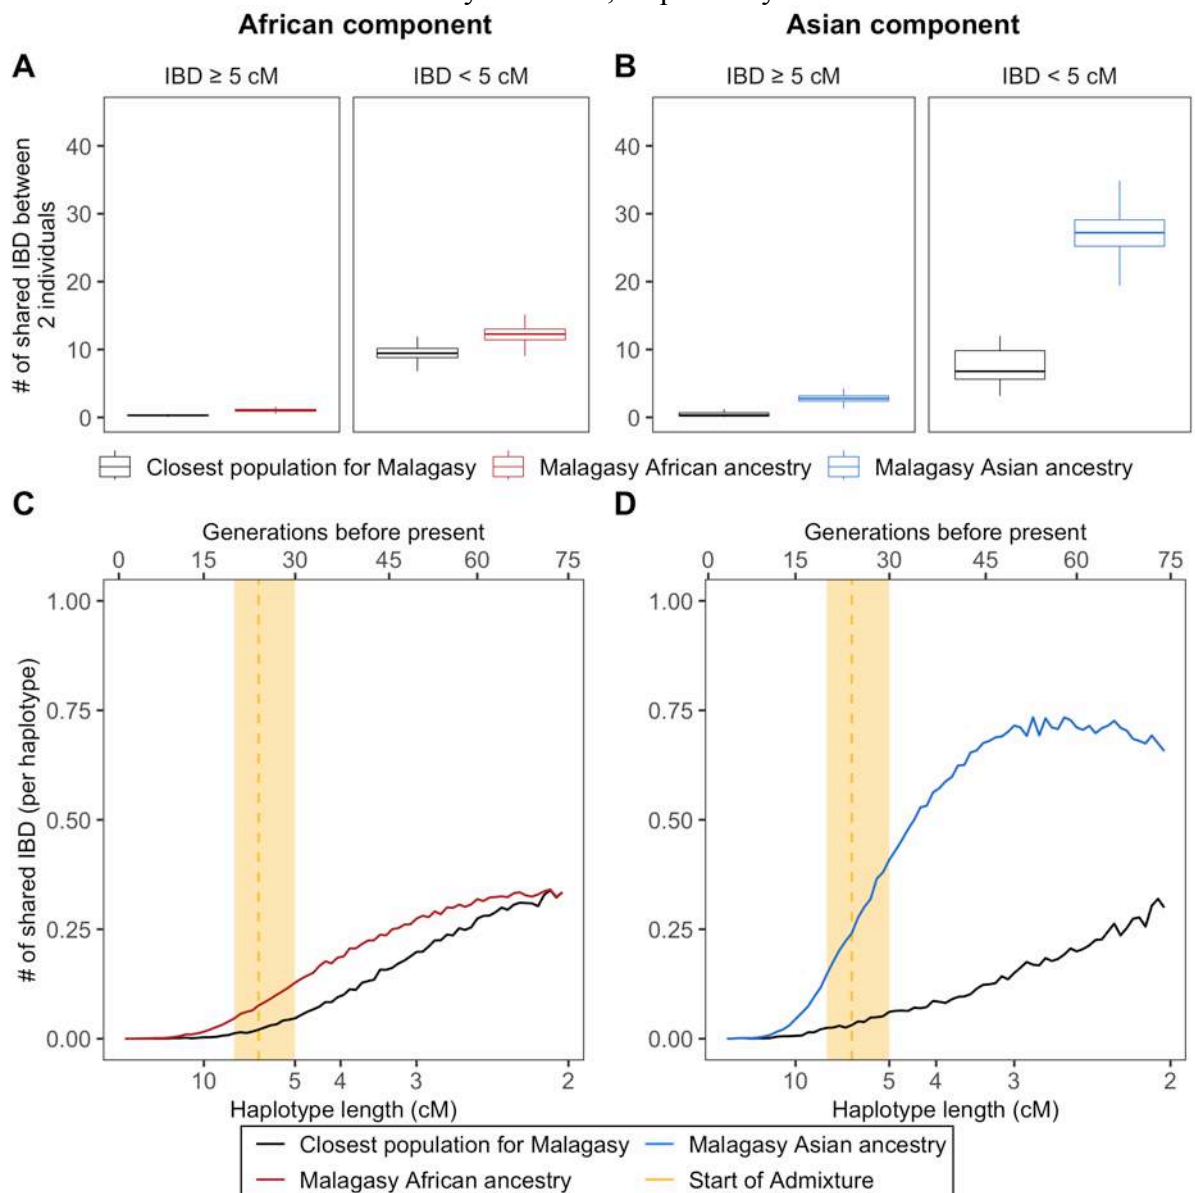 African component Asian component
A B
IBD ≥ 5 cM IBD < 5 cM IBD ≥ 5 cM IBD < 5 cM
# of shared IBD between
2 individuals
40 40
30 30
20 20
10 10
0 0
Closest population for Malagasy Malagasy African ancestry Malagasy Asian ancestry
C D
Generations before present Generations before present
0 15 30 45 60 75 0 15 30 45 60 75
# of shared IBD (per haplotype)
1.00 1.00
0.75 0.75
0.50 0.50
0.25 0.25
0.00 0.00
10 5 4 3 2 10 5 4 3 2
Haplotype length (cM) Haplotype length (cM)
Closest population for Malagasy Malagasy Asian ancestry
Malagasy African ancestry Start of Admixture